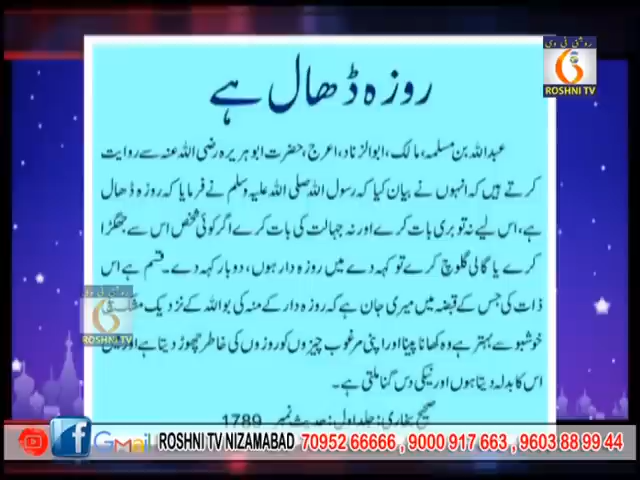 روشنی ٹی وی
ROSHNI TV
روزہ ڈھال ہے
عبداللہ بن مسلمہ، مالک، ابوالزناد، اعرج، حضرت ابوہریرہ رضی اللہ عنہ سے روایت
کرتے ہیں کہ انہوں نے بیان کیا کہ رسول اللہ صلی اللہ علیہ وسلم نے فرمایا کہ روزہ ڈھال
ہے، اس لیے نہ تو بری بات کرے اور نہ جہالت کی بات کرے اگر کوئی شخص اس سے جھگڑا
کرے یا گالی گلوچ کرے تو کہہ دے میں روزہ دار ہوں، دوبار کہہ دے۔ قسم ہے اس
ذات کی جس کے قبضہ میں میری جان ہے کہ روزہ دار کے منہ کی بو اللہ کے نزدیک مشک کی
خوشبو سے بہتر ہے وہ کھانا پینا اور اپنی مرغوب چیزوں کو روزوں کی خاطر چھوڑ دیتا ہے اور میں
اس کا بدلہ دیتا ہوں اور نیکی دس گنا ملتی ہے۔
صحیح بخاری: جلد اول: حدیث نمبر 1789
روشنی ٹی وی
ROSHNI TV
f Gmail ROSHNI TV NIZAMABAD 70952 66666 , 9000 917 663 , 9603 88 99 44